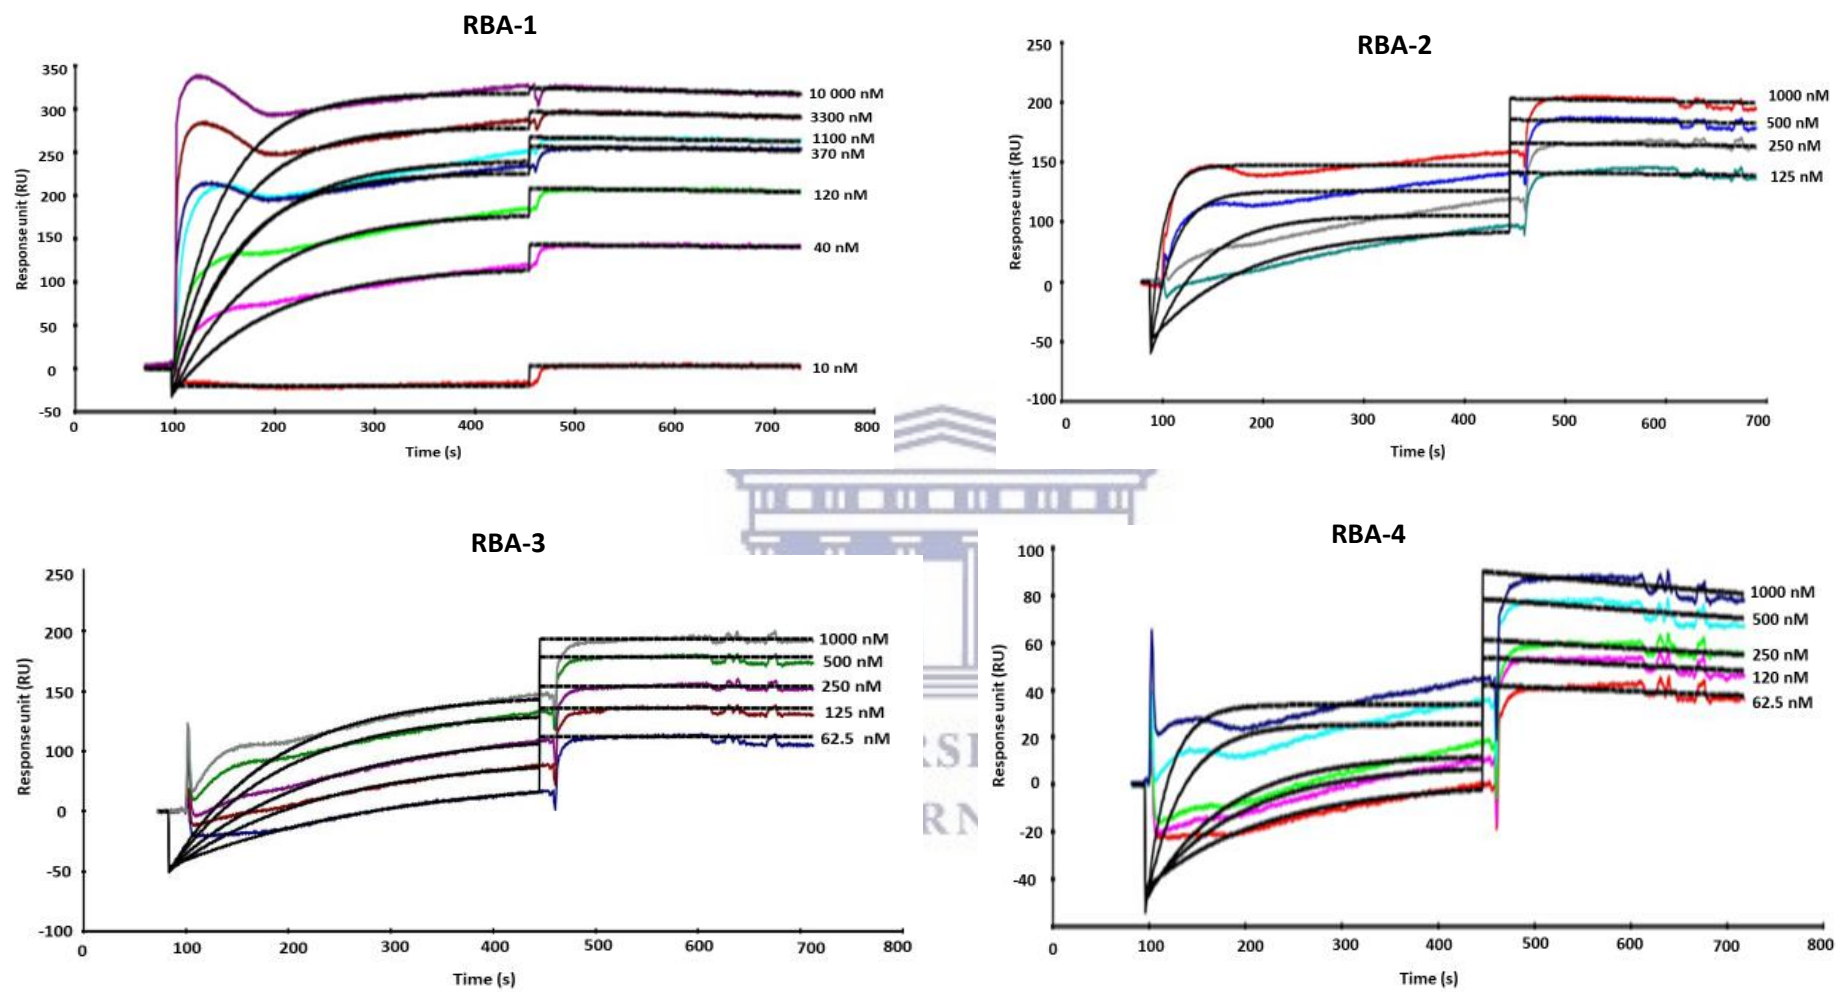 RBA-1
350
300
250
200
150
100
50
0
-50
0 100 200 300 400 500 600 700 800
Response unit (RU)
Time (s)
10 000 nM
3300 nM
1100 nM
370 nM
120 nM
40 nM
10 nM
RBA-2
250
200
150
100
0
-50
-100
0 100 200 300 400 500 600 700
Response unit (RU)
Time (s)
1000 nM
500 nM
250 nM
125 nM
RBA-3
250
200
150
100
0
-50
-100
0 100 200 300 400 500 600 700 800
Response unit (RU)
Time (s)
1000 nM
500 nM
250 nM
125 nM
62.5 nM
RBA-4
100
80
60
40
20
0
-20
-40
0 100 200 300 400 500 600 700 800
Response unit (RU)
Time (s)
1000 nM
500 nM
250 nM
120 nM
62.5 nM